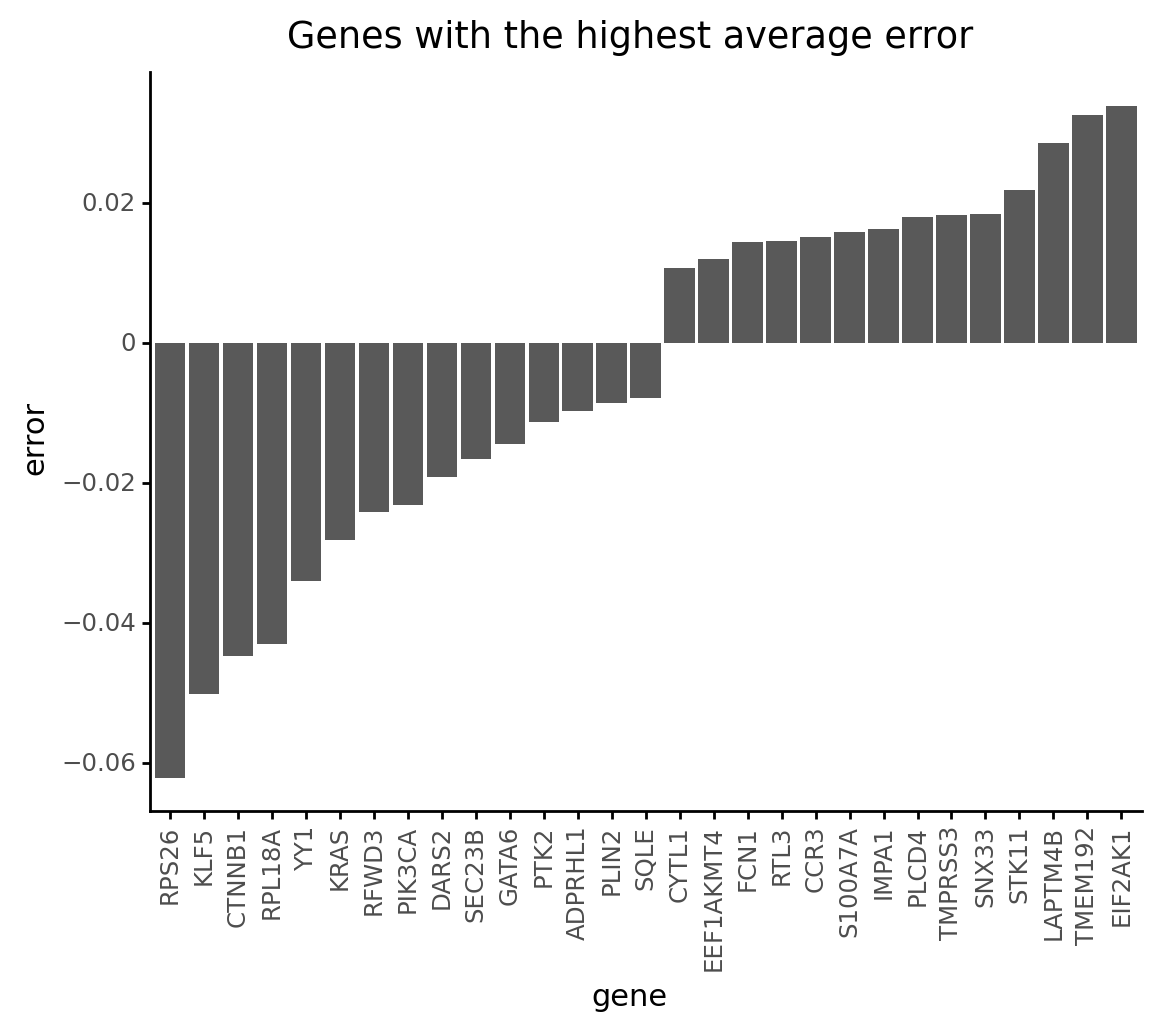 Genes with the highest average error
0.02
0
−0.02
−0.04
−0.06
error
RPS26
KLF5
CTNNB1
RPL18A
YY1
KRAS
RFWD3
PIK3CA
DARS2
SEC23B
GATA6
PTK2
ADPRHL1
PLIN2
SQLE
CYTL1
EEF1AKMT4
FCN1
RTL3
CCR3
S100A7A
IMPA1
PLCD4
TMPRSS3
SNX33
STK11
LAPTM4B
TMEM192
EIF2AK1
gene